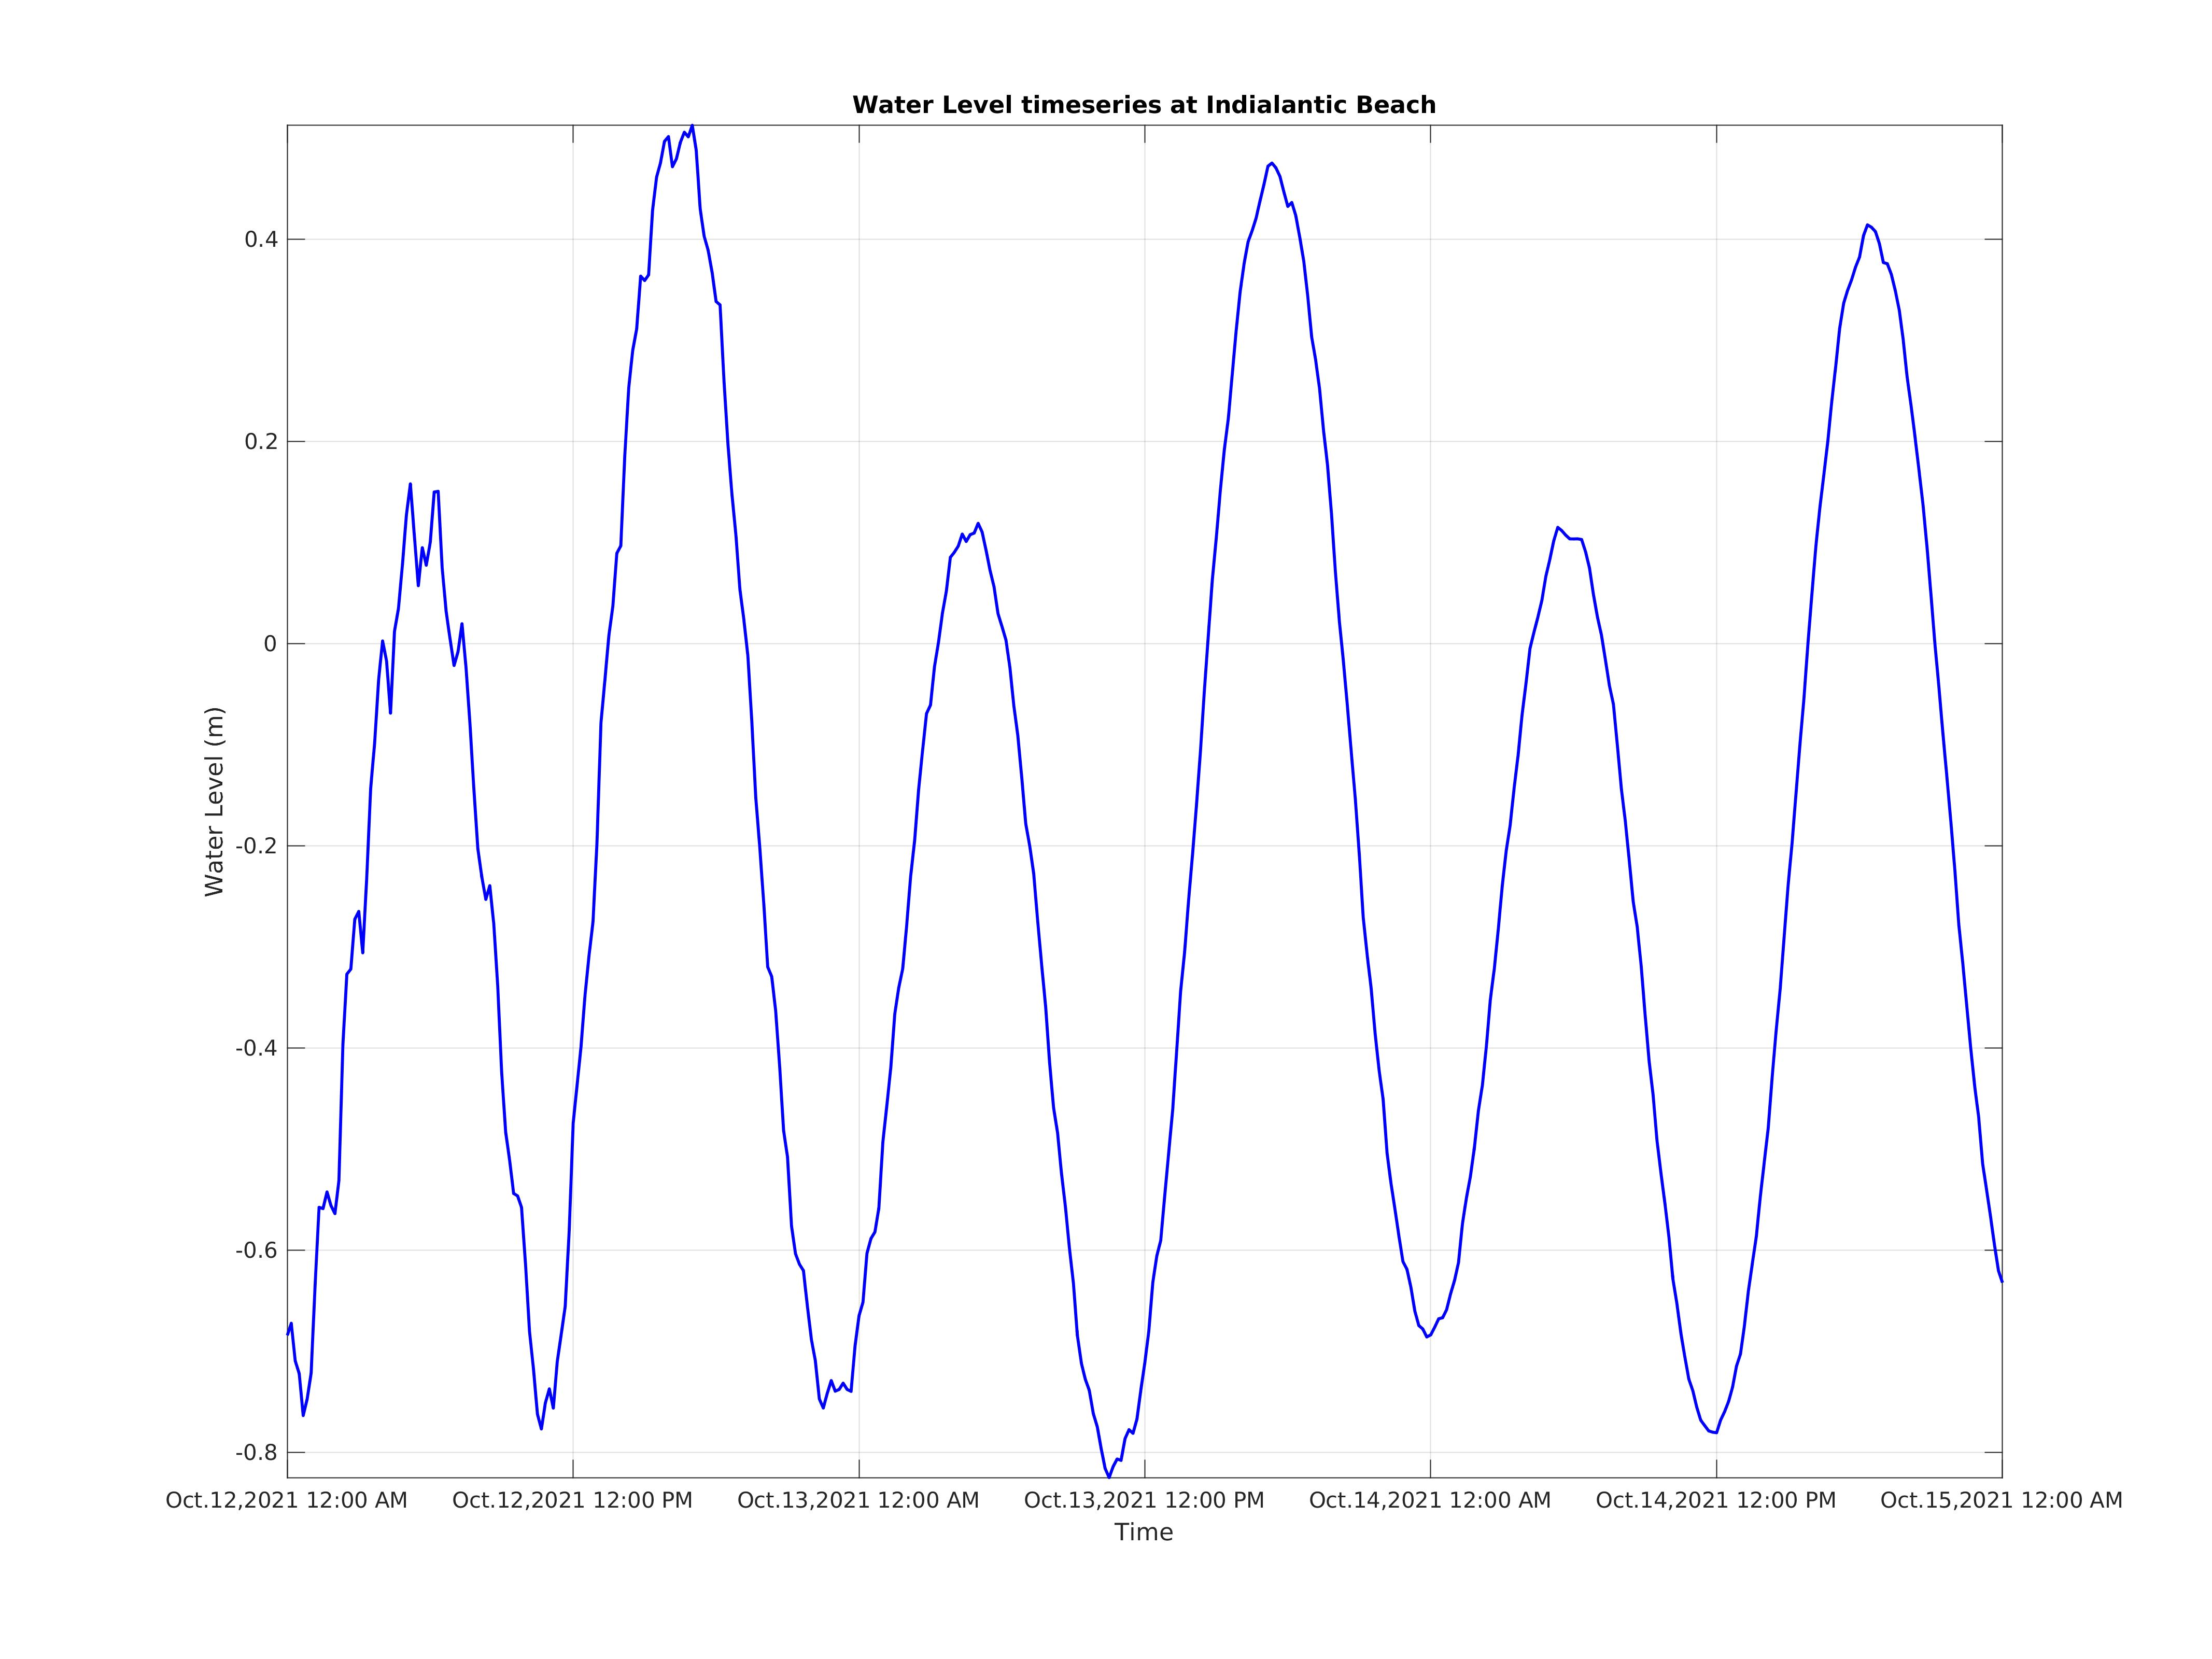 Water Level timeseries at Indialantic Beach
0.4
0.2
0
-0.2
-0.4
-0.6
-0.8
Water Level (m)
Oct.12,2021 12:00 AM Oct.12,2021 12:00 PM Oct.13,2021 12:00 AM Oct.13,2021 12:00 PM Oct.14,2021 12:00 AM Oct.14,2021 12:00 PM Oct.15,2021 12:00 AM
Time